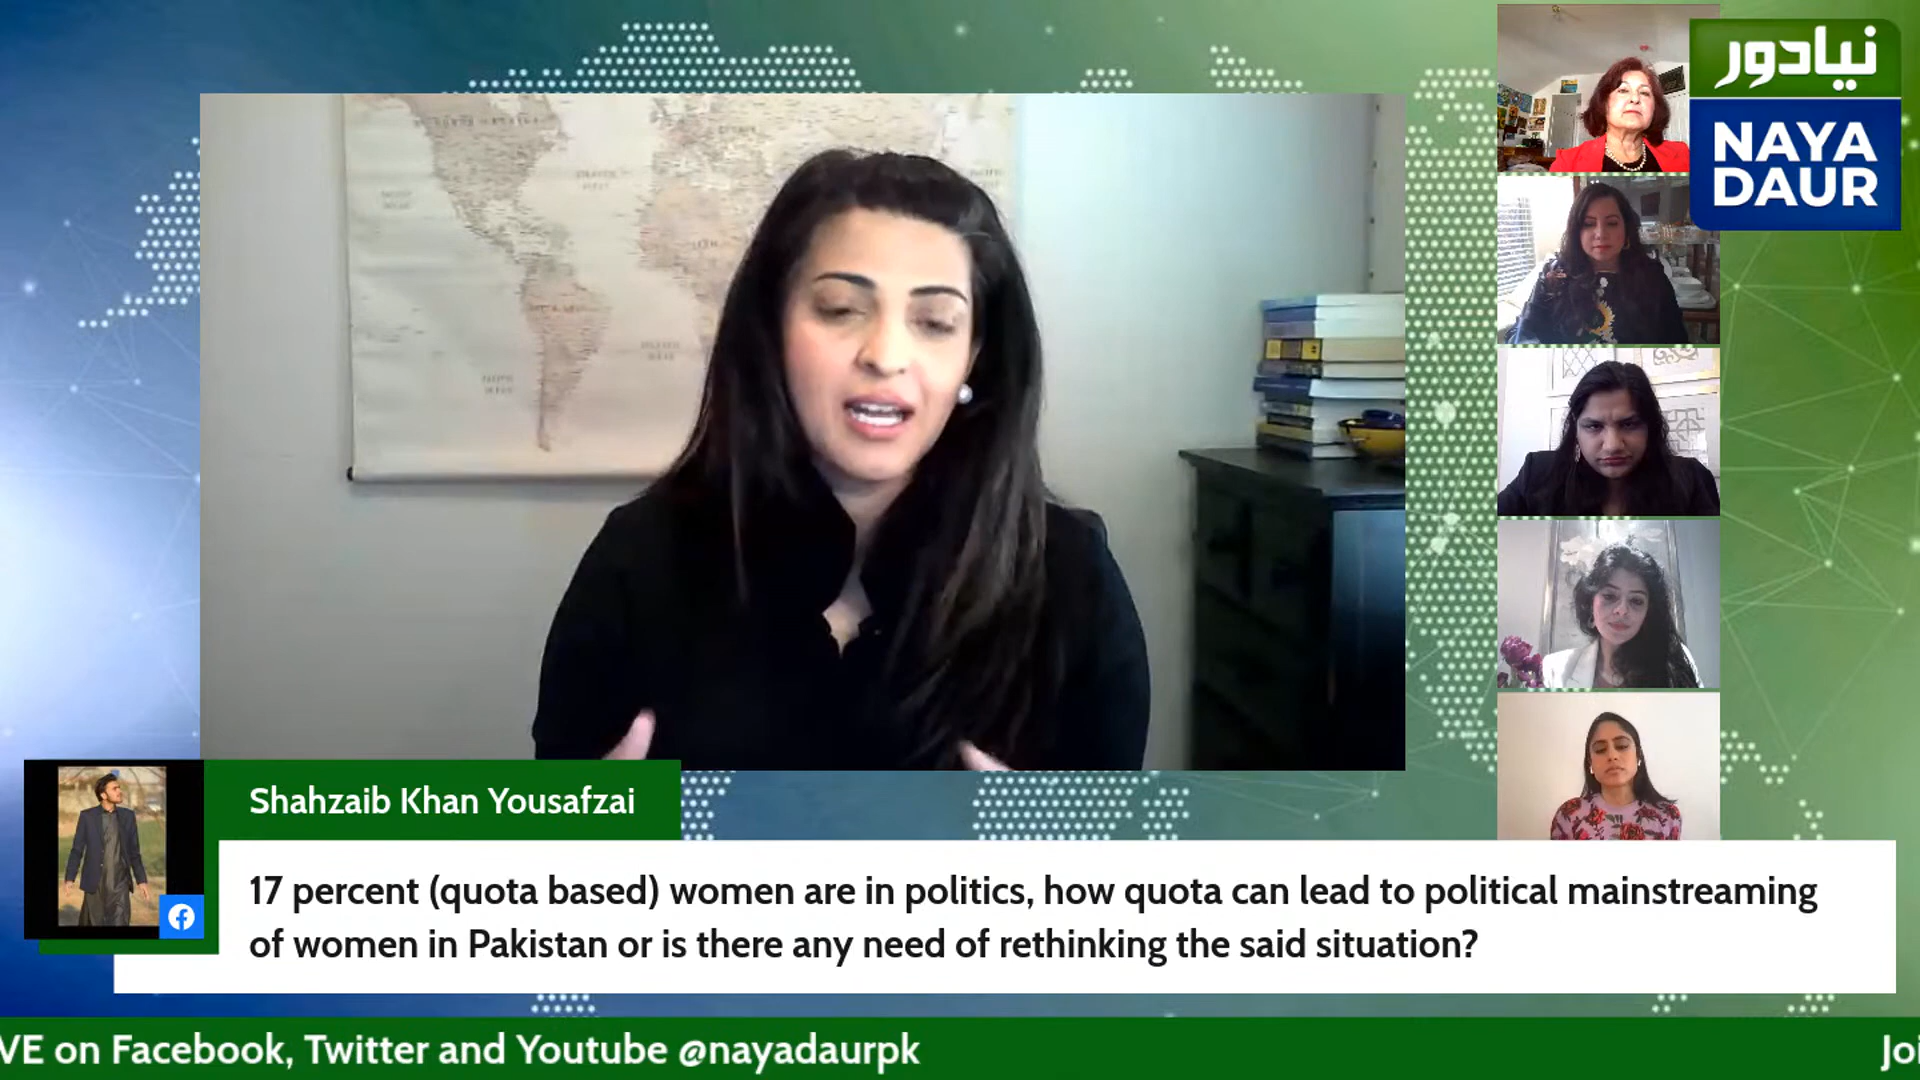 نیادور
NAYA
DAUR
Shahzaib Khan Yousafzai
17 percent (quota based) women are in politics, how quota can lead to political mainstreaming
of women in Pakistan or is there any need of rethinking the said situation?
VE on Facebook, Twitter and Youtube @nayadaurpk
Joi